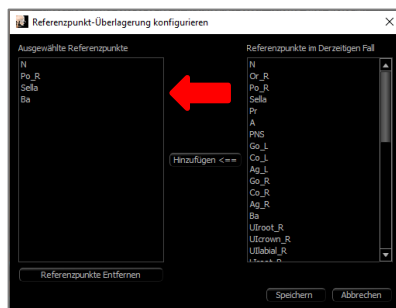 Referenzpunkt-Überlagerung konfigurieren
Ausgewählte Referenzpunkte
N
Po_R
Sella
Ba
Hinzufügen <==
Referenzpunkte Entfernen
Referenzpunkte im Derzeitigen Fall
N
Or_R
Po_R
Sella
Pr
A
PNS
Go_L
Co_L
Ag_L
Go_R
Co_R
Ag_R
Ba
UIroot_R
UIcrown_R
UIlabial_R
LIroot_R
Speichern
Abbrechen